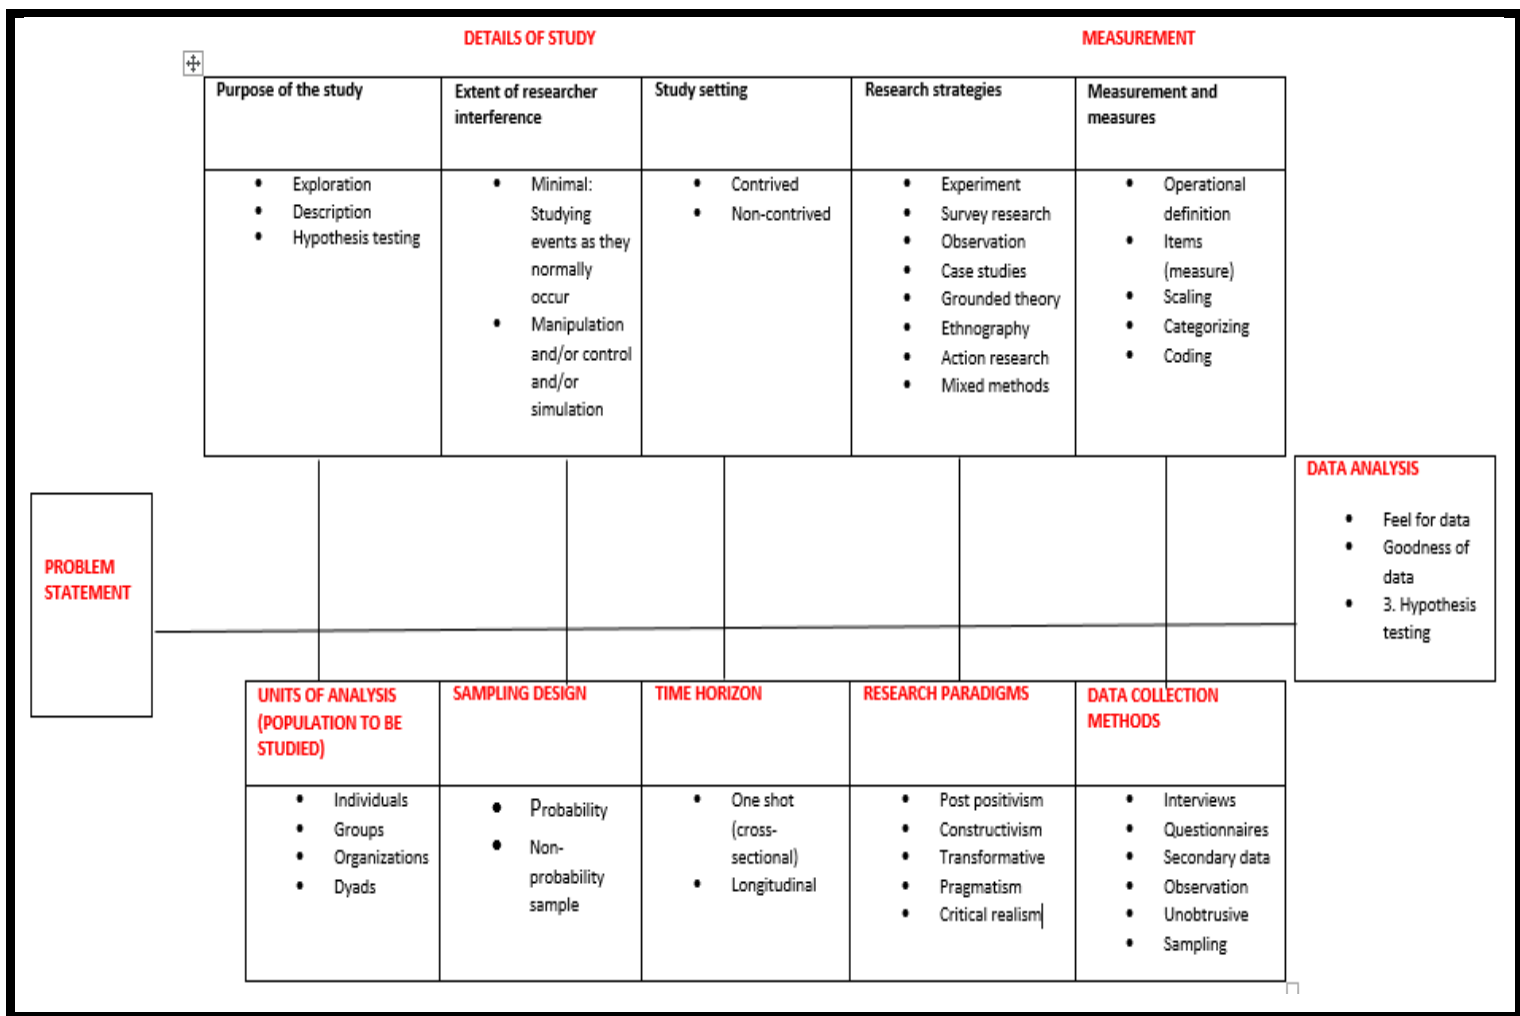 DETAILS OF STUDY
MEASUREMENT
Purpose of the study
Extent of researcher
interference
Study setting
Research strategies
Measurement and
measures
• Exploration
• Description
• Hypothesis testing
• Minimal:
Studying
events as they
normally
occur
• Manipulation
and/or control
and/or
simulation
• Contrived
• Non-contrived
• Experiment
• Survey research
• Observation
• Case studies
• Grounded theory
• Ethnography
• Action research
• Mixed methods
• Operational
definition
• Items
(measure)
• Scaling
• Categorizing
• Coding
PROBLEM
STATEMENT
DATA ANALYSIS
• Feel for data
• Goodness of
data
• 3. Hypothesis
testing
UNITS OF ANALYSIS
(POPULATION TO BE
STUDIED)
SAMPLING DESIGN
TIME HORIZON
RESEARCH PARADIGMS
DATA COLLECTION
METHODS
• Individuals
• Groups
• Organizations
• Dyads
• Probability
• Non-
probability
sample
• One shot
(cross-
sectional)
• Longitudinal
• Post positivism
• Constructivism
• Transformative
• Pragmatism
• Critical realism
• Interviews
• Questionnaires
• Secondary data
• Observation
• Unobtrusive
• Sampling